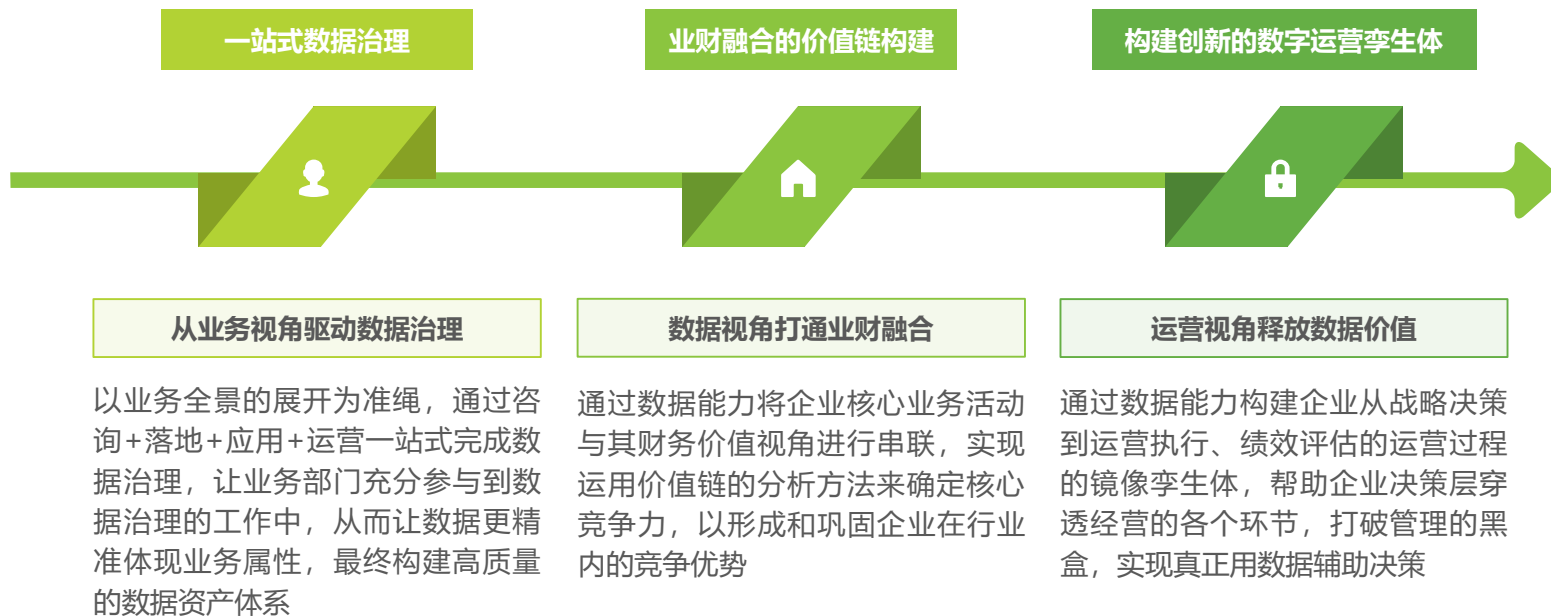 一站式数据治理
业财融合的价值链构建
构建创新的数字运营孪生体
从业务视角驱动数据治理
数据视角打通业财融合
运营视角释放数据价值
以业务全景的展开为准绳，通过咨
询+落地+应用+运营一站式完成数
据治理，让业务部门充分参与到数
据治理的工作中，从而让数据更精
准体现业务属性，最终构建高质量
的数据资产体系
通过数据能力将企业核心业务活动
与其财务价值视角进行串联，实现
运用价值链的分析方法来确定核心
竞争力，以形成和巩固企业在行业
内的竞争优势
通过数据能力构建企业从战略决策
到运营执行、绩效评估的运营过程
的镜像孪生体，帮助企业决策层穿
透经营的各个环节，打破管理的黑
盒，实现真正用数据辅助决策